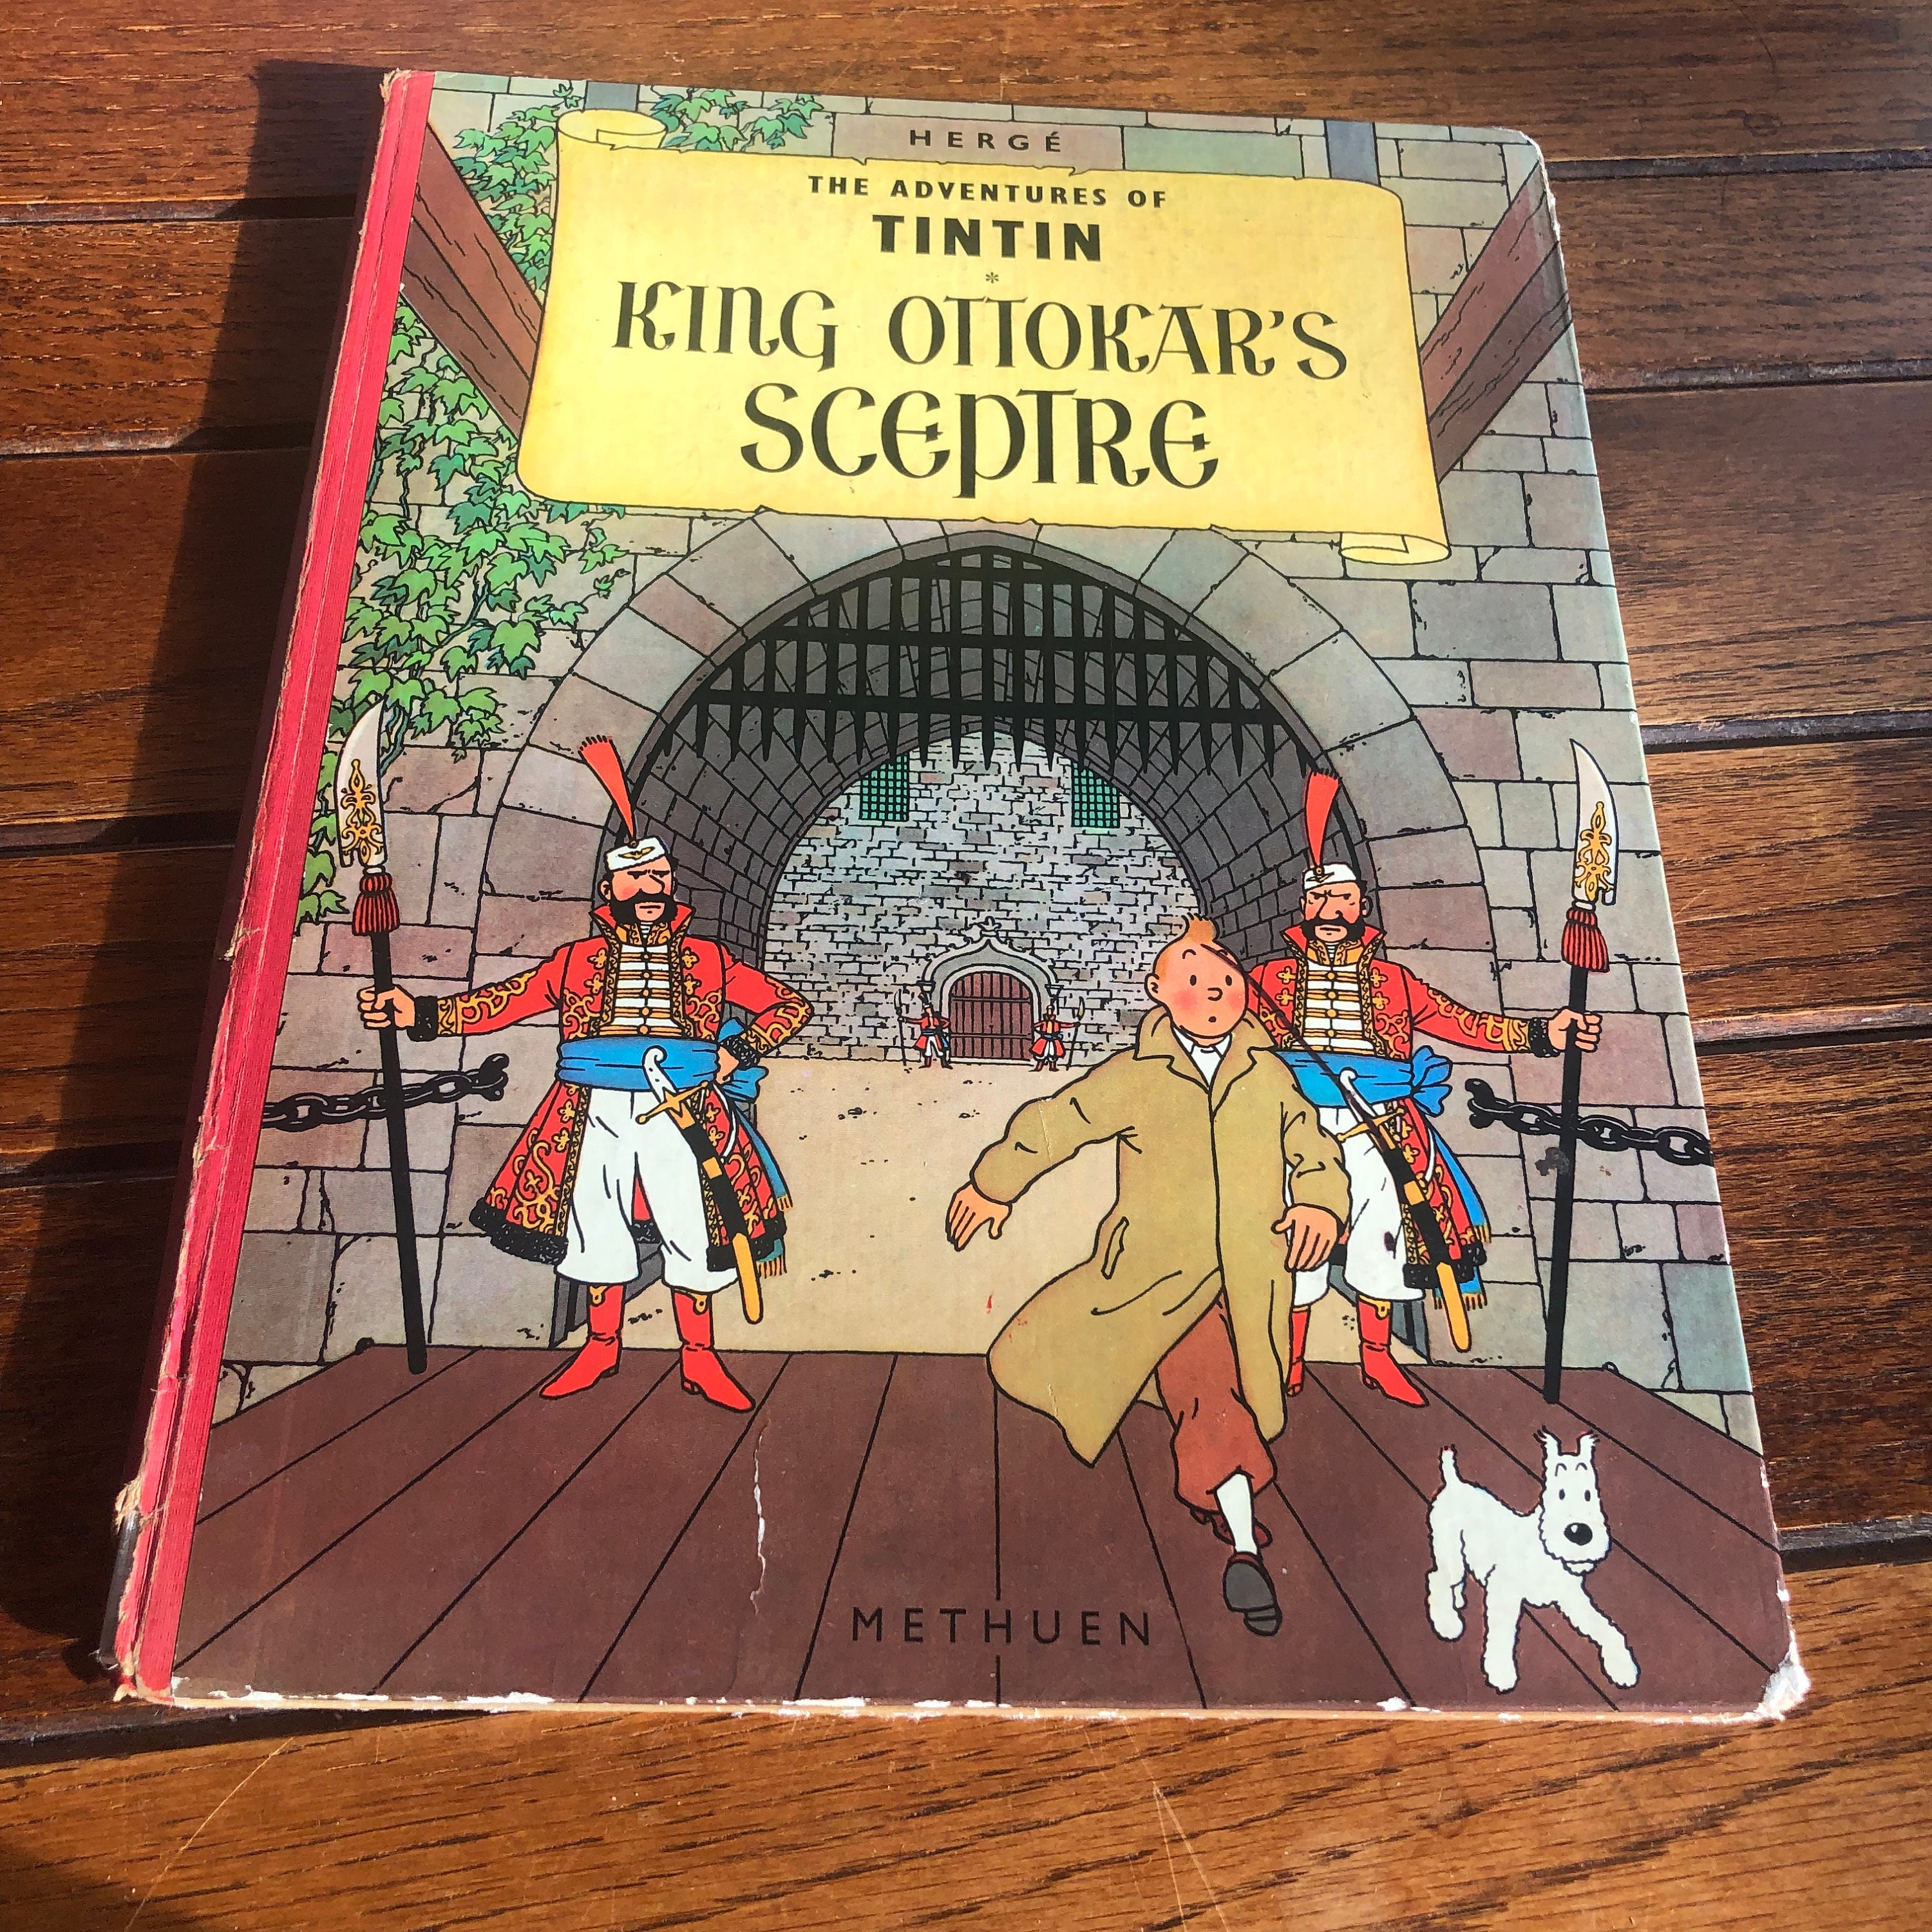 HERGÉ
THE ADVENTURES OF
TINTIN
*
KING OTTOKAR'S
SCEPTRE
METHUEN